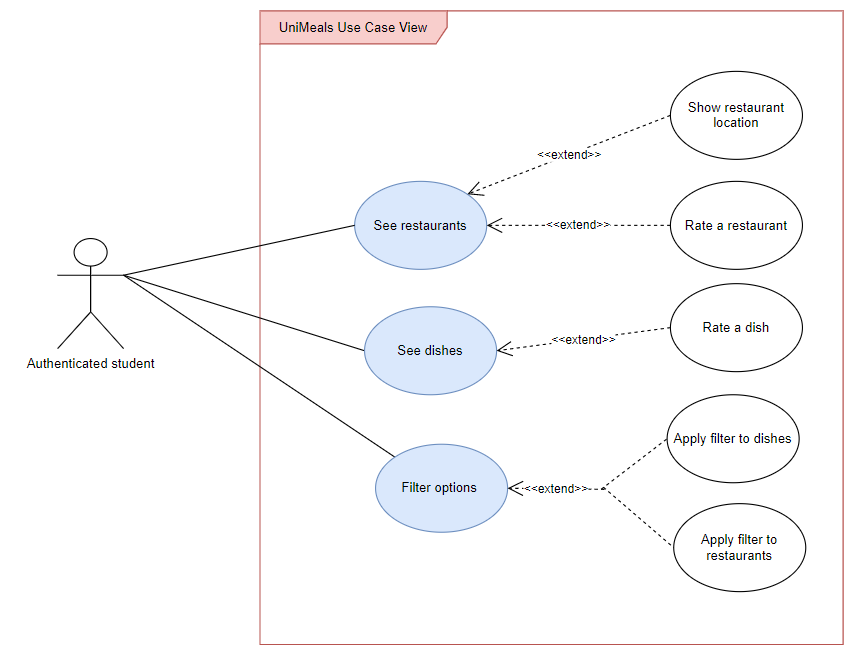 UniMeals Use Case View
Show restaurant
location
<<extend>>
See restaurants
<<extend>>
Rate a restaurant
Rate a dish
<<extend>>
See dishes
Authenticated student
Apply filter to dishes
Filter options
<<extend>>
Apply filter to
restaurants